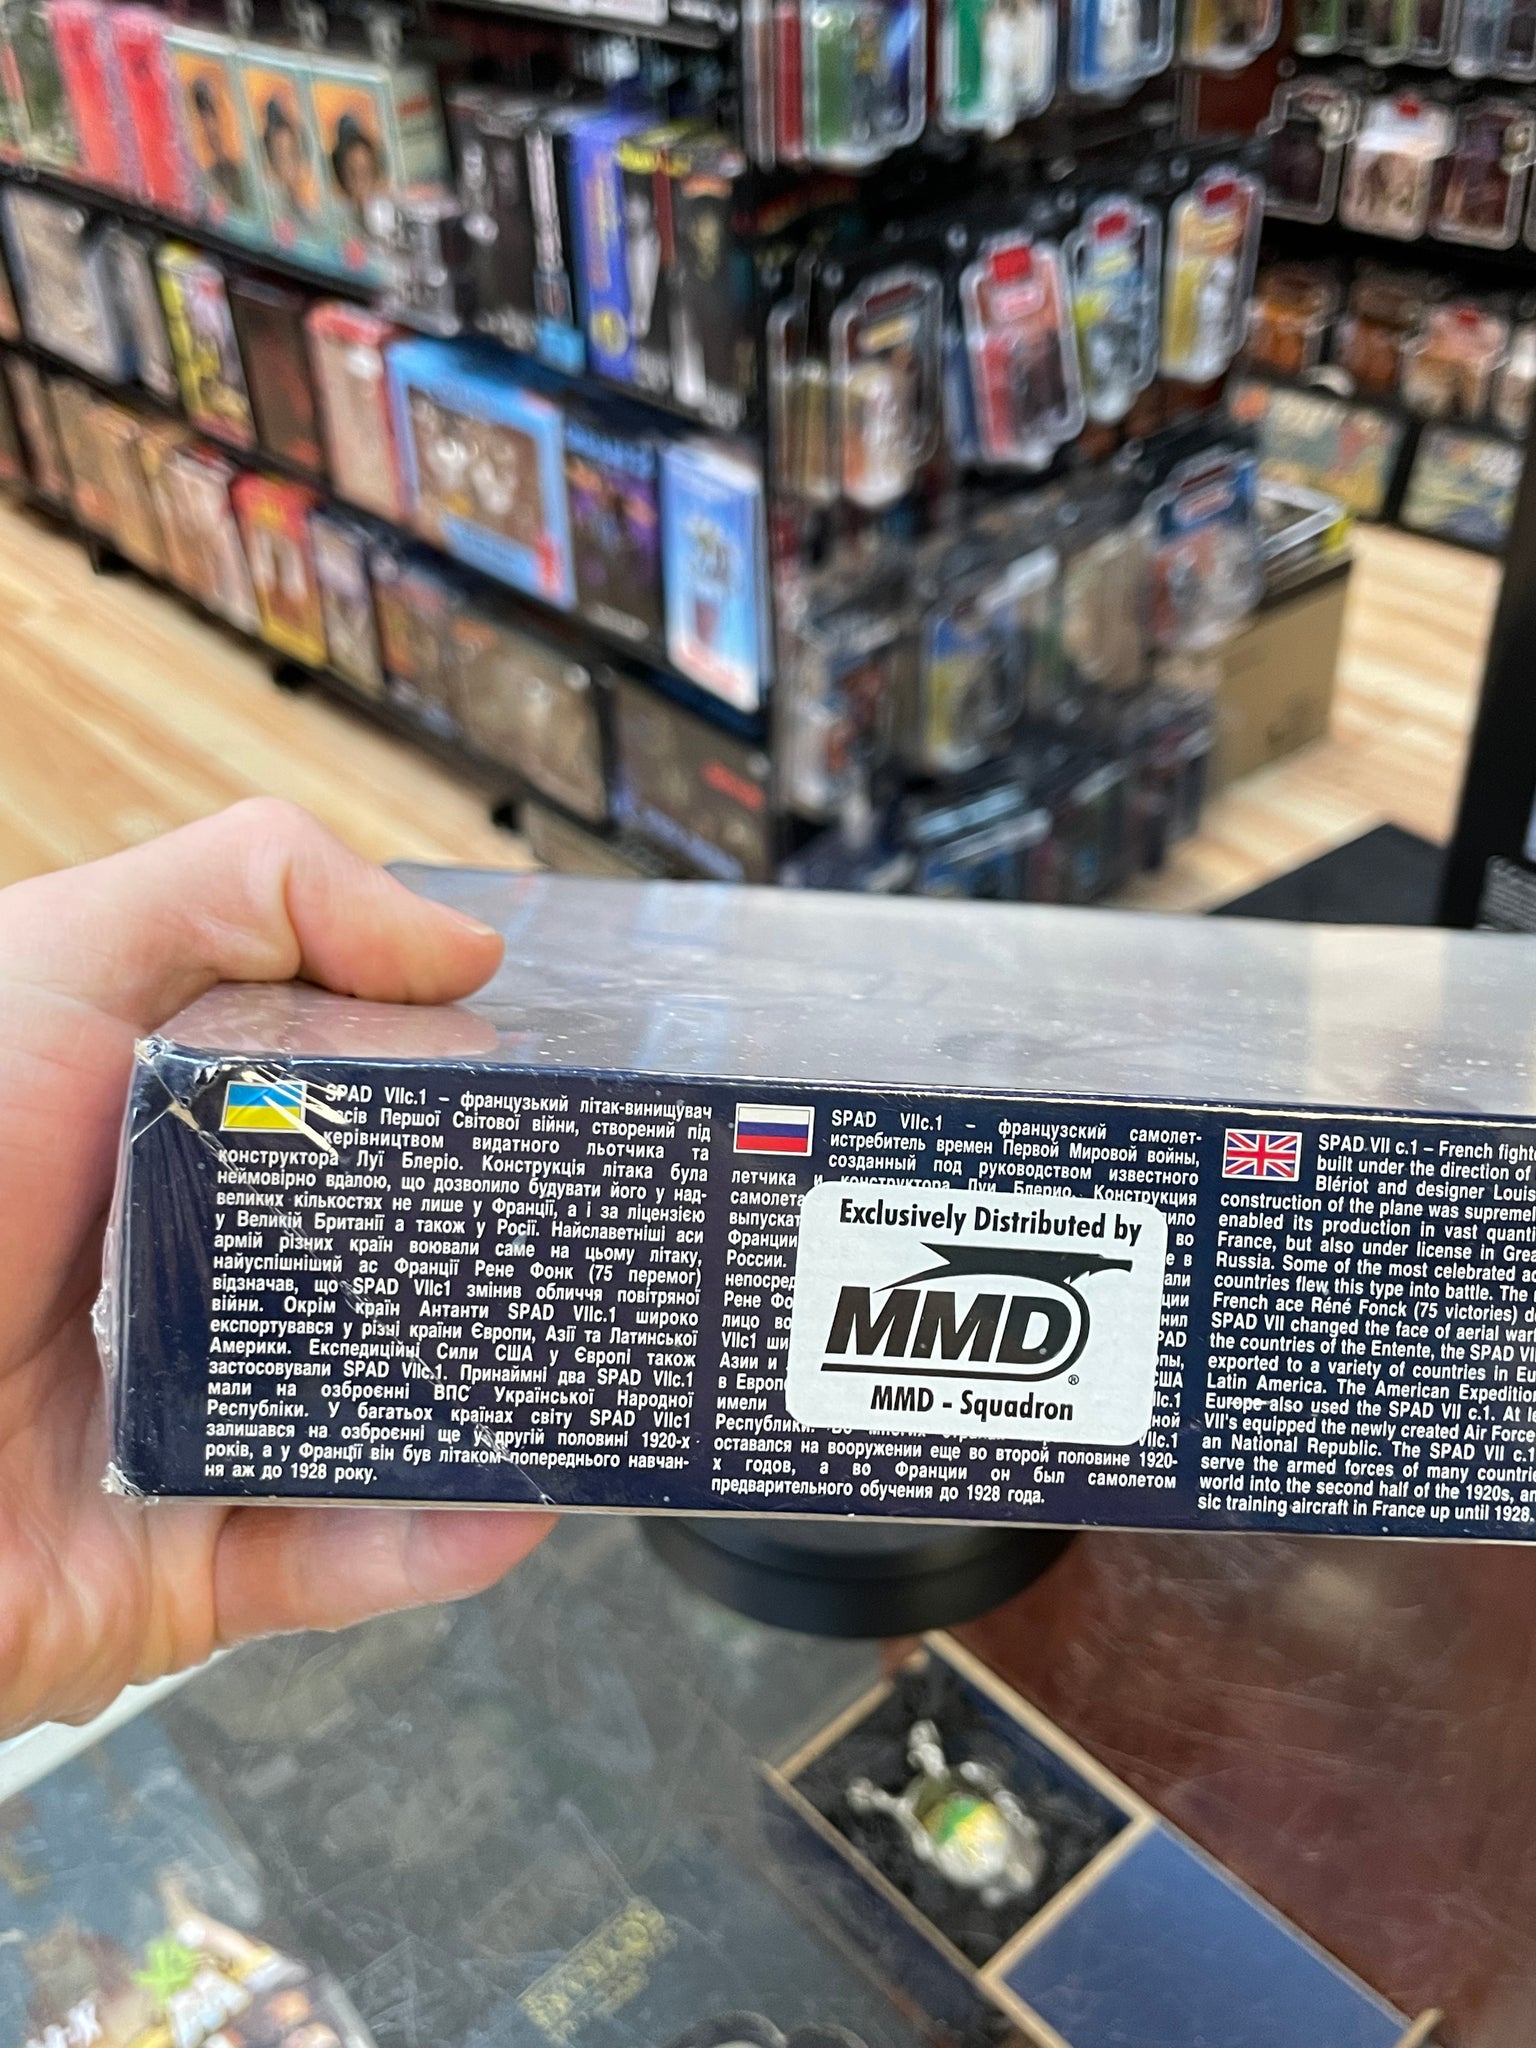 SPAD VIIc.1 – французький літак-винищувач
часів Першої Світової війни, створений під
керівництвом видатного льотчика та
конструктора Луї Блеріо. Конструкція літака була
неймовірно вдалою, що дозволило будувати його у над-
великих кількостях не лише у Франції, а і за ліцензією
у Великій Британії а також у Росії. Найславетніші аси
армій різних країн воювали саме на цьому літаку,
найуспішніший ас Франції Рене Фонк (75 перемог)
відзначав, що SPAD VIIc1 змінив обличчя повітряної
війни. Окрім країн Антанти SPAD VIIc.1 широко
експортувався у різні країни Європи, Азії та Латинської
Америки. Експедиційні Сили США у Європі також
застосовували SPAD VIIc.1. Принаймні два SPAD VIIc.1
мали на озброєнні ВПС Української Народної
Республіки. У багатьох країнах світу SPAD VIIc1
залишався на озброєнні ще у другій половині 1920-х
років, а у Франції він був літаком попереднього навчан-
ня аж до 1928 року.
SPAD VIIc.1 – французский самолет-
истребитель времен Первой Мировой войны,
созданный под руководством известного
летчика и конструктора Луи Блерио. Конструкция
самолета
выпускат во
Франции в
России.
непосред
Рене Фо
лицо во
VIIc1 ши
Азии и
в Европ США
имели
Республики. VIIc.1
оставался на вооружении еще во второй половине 1920-
х годов, а во Франции он был самолетом
предварительного обучения до 1928 года.
Exclusively Distributed by
MMD®
MMD - Squadron
SPAD VII c.1 – French fight
built under the direction of
Blériot and designer Louis
construction of the plane was supremel
enabled its production in vast quanti
France, but also under license in Grea
Russia. Some of the most celebrated a
countries flew this type into battle. The
French ace Réné Fonck (75 victories) d
SPAD VII changed the face of aerial war
the countries of the Entente, the SPAD VI
exported to a variety of countries in Eu
Latin America. The American Expedition
Europe also used the SPAD VII c.1. At l
VII's equipped the newly created Air Force
an National Republic. The SPAD VII c.1
serve the armed forces of many countrie
world into the second half of the 1920s, an
sic training aircraft in France up until 1928.